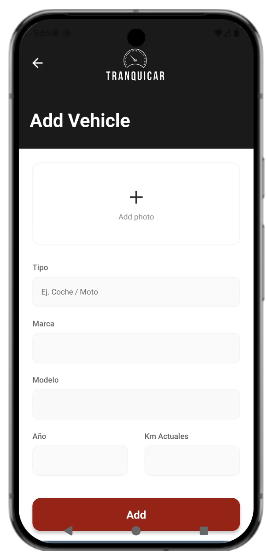 TRANQUICAR
Add Vehicle
Add photo
Tipo
Ej. Coche / Moto
Marca
Modelo
Año
Km Actuales
Add